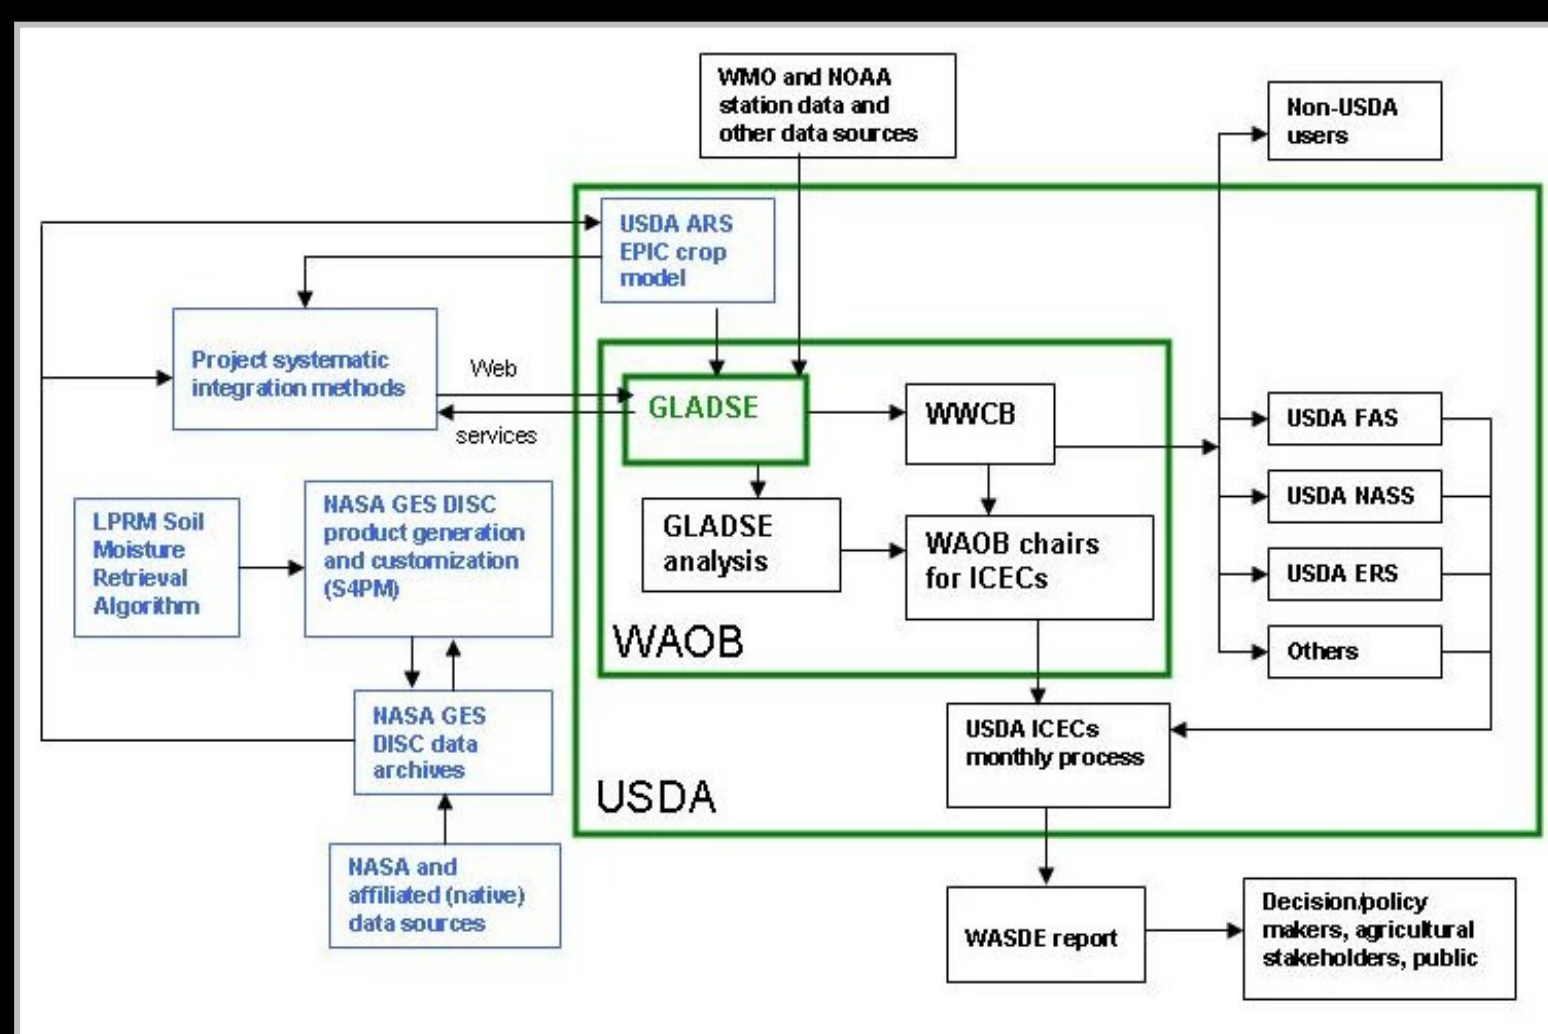 WMO and NOAA
station data and
other data sources
Non-USDA
users
USDA ARS
EPIC crop
model
Project systematic
integration methods
Web
services
GLADSE
WWCB
USDA FAS
USDA NASS
USDA ERS
Others
LPRM Soil
Moisture
Retrieval
Algorithm
NASA GES DISC
product generation
and customization
(S4PM)
GLADSE
analysis
WAOB chairs
for ICECs
WAOB
NASA GES
DISC data
archives
USDA ICECs
monthly process
USDA
NASA and
affiliated (native)
data sources
WASDE report
Decision/policy
makers, agricultural
stakeholders, public